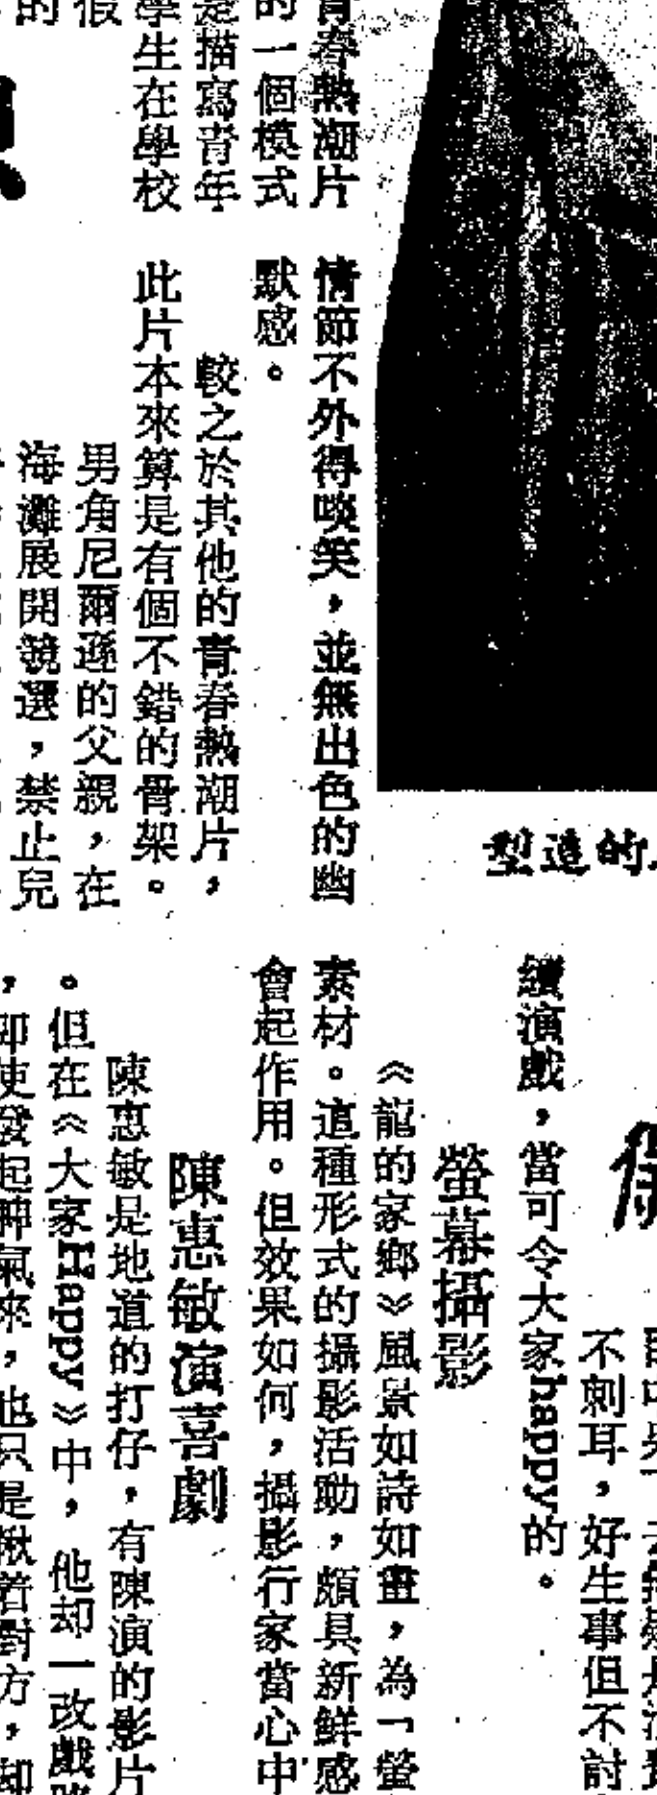 青春熱潮片
的一個模式
是描寫青年
學生在學校
假
的
情節不外得啖笑，並無出色的幽
默感。
較之於其他的青春熱潮片，
此片本來算是有個不錯的骨架。
男角尼爾遜的父親，在
海灘展開競選，禁止兒
型造的
不刺耳，好生事但不討
續演戲，當可令大家happy的。
螢幕攝影
《龍的家鄉》風景如詩如畫，為「螢
素材。這種形式的攝影活動，頗具新鮮感
會起作用。但效果如何，攝影行家當心中
陳惠敏演喜劇
陳惠敏是地道的打仔，有陳演的影片
。但在《大家Happy》中，他却一改戲路
，即使發起脾氣來，也只是揪着對方，却